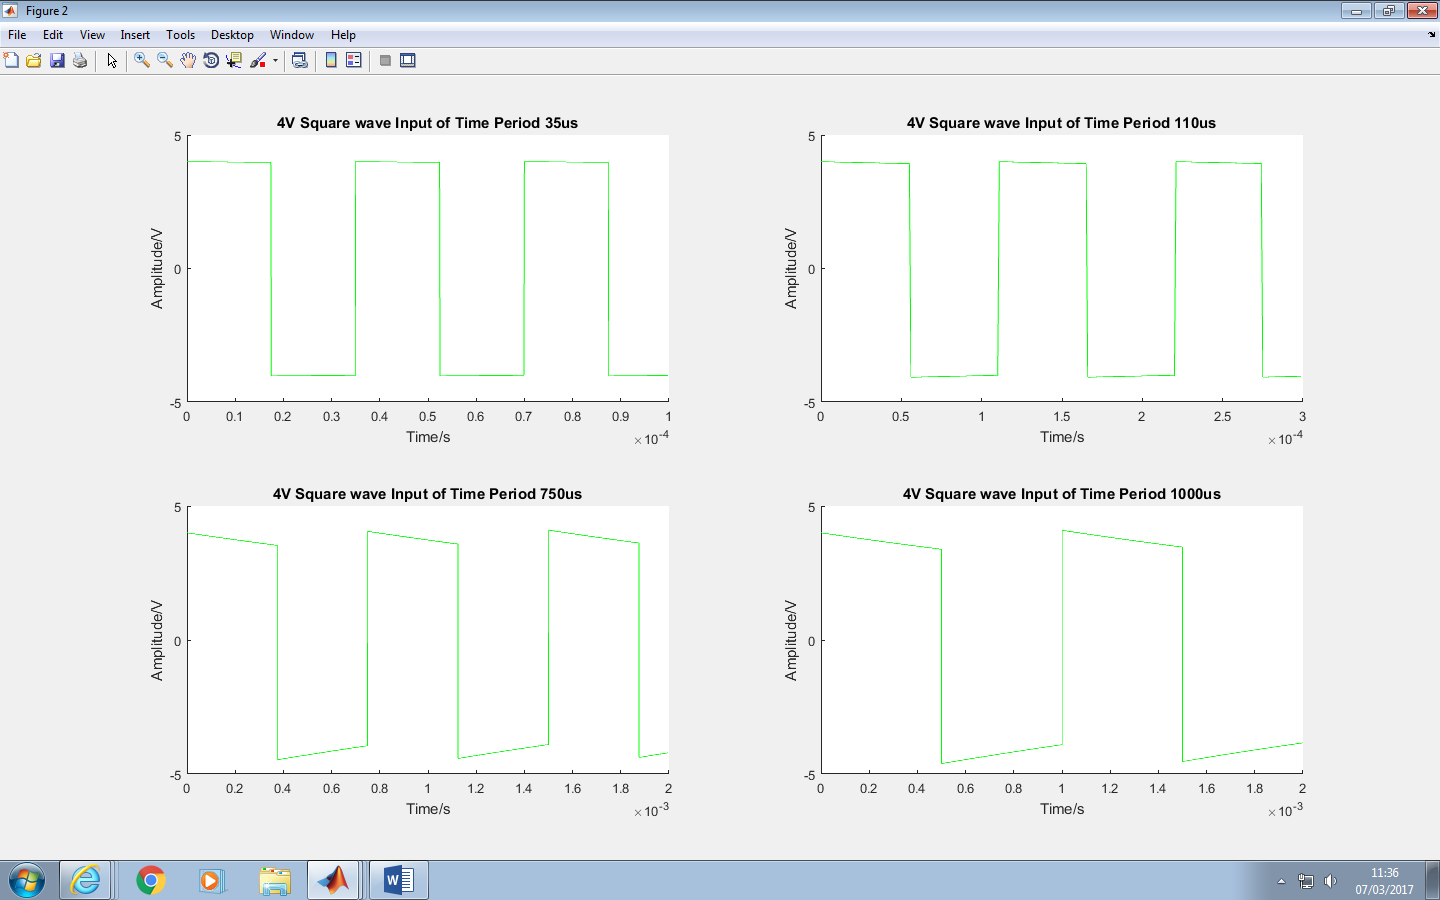 Figure 2
File Edit View Insert Tools Desktop Window Help
4V Square wave Input of Time Period 35us
5
0
-5
Amplitude/V
0 0.1 0.2 0.3 0.4 0.5 0.6 0.7 0.8 0.9 1
Time/s
×10-4
4V Square wave Input of Time Period 110us
5
0
-5
Amplitude/V
0 0.5 1 1.5 2 2.5 3
Time/s
×10-4
4V Square wave Input of Time Period 750us
5
0
-5
Amplitude/V
0 0.2 0.4 0.6 0.8 1 1.2 1.4 1.6 1.8 2
Time/s
×10-3
4V Square wave Input of Time Period 1000us
5
0
-5
Amplitude/V
0 0.2 0.4 0.6 0.8 1 1.2 1.4 1.6 1.8 2
Time/s
×10-3
W
11:36
07/03/2017